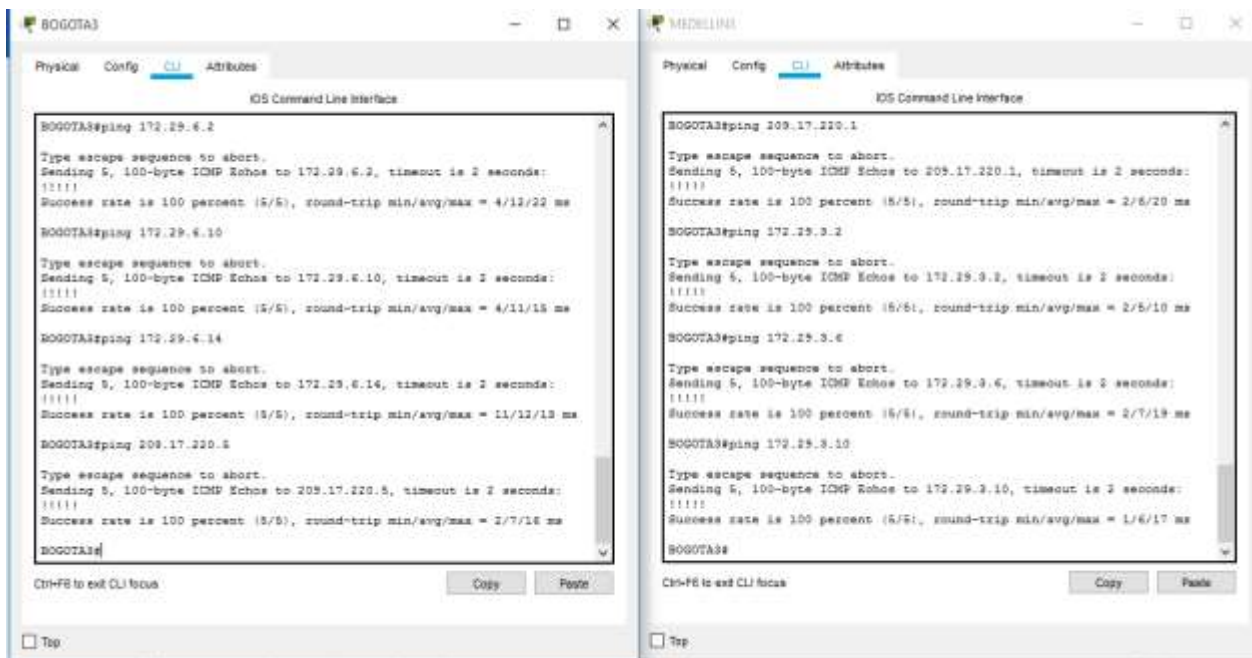 BOGOTA3
Physical Config CLI Attributes
IOS Command Line Interface
BOGOTA3#ping 172.29.6.2
Type escape sequence to abort.
Sending 5, 100-byte ICMP Echos to 172.29.6.2, timeout is 2 seconds:
!!!!!
Success rate is 100 percent (5/5), round-trip min/avg/max = 4/12/22 ms
BOGOTA3#ping 172.29.6.10
Type escape sequence to abort.
Sending 5, 100-byte ICMP Echos to 172.29.6.10, timeout is 2 seconds:
!!!!!
Success rate is 100 percent (5/5), round-trip min/avg/max = 4/11/15 ms
BOGOTA3#ping 172.29.6.14
Type escape sequence to abort.
Sending 5, 100-byte ICMP Echos to 172.29.6.14, timeout is 2 seconds:
!!!!!
Success rate is 100 percent (5/5), round-trip min/avg/max = 11/12/13 ms
BOGOTA3#ping 209.17.220.5
Type escape sequence to abort.
Sending 5, 100-byte ICMP Echos to 209.17.220.5, timeout is 2 seconds:
!!!!!
Success rate is 100 percent (5/5), round-trip min/avg/max = 2/7/16 ms
BOGOTA3#
Ctrl+F6 to exit CLI focus
Copy Paste
Top
Physical Config CLI Attributes
IOS Command Line Interface
BOGOTA3#ping 209.17.220.1
Type escape sequence to abort.
Sending 5, 100-byte ICMP Echos to 209.17.220.1, timeout is 2 seconds:
!!!!!
Success rate is 100 percent (5/5), round-trip min/avg/max = 2/6/20 ms
BOGOTA3#ping 172.29.3.2
Type escape sequence to abort.
Sending 5, 100-byte ICMP Echos to 172.29.3.2, timeout is 2 seconds:
!!!!!
Success rate is 100 percent (5/5), round-trip min/avg/max = 2/5/10 ms
BOGOTA3#ping 172.29.3.6
Type escape sequence to abort.
Sending 5, 100-byte ICMP Echos to 172.29.3.6, timeout is 2 seconds:
!!!!!
Success rate is 100 percent (5/5), round-trip min/avg/max = 2/7/19 ms
BOGOTA3#ping 172.29.3.10
Type escape sequence to abort.
Sending 5, 100-byte ICMP Echos to 172.29.3.10, timeout is 2 seconds:
!!!!!
Success rate is 100 percent (5/5), round-trip min/avg/max = 1/6/17 ms
BOGOTA3#
Ctrl+F6 to exit CLI focus
Copy Paste
Top